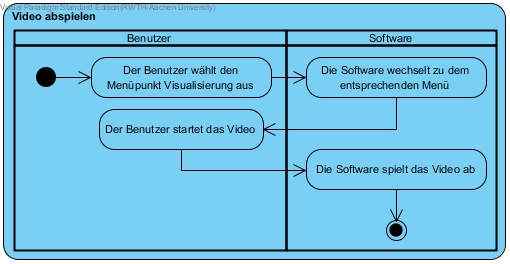 Visual Paradigm Standard Edition(RWTH Aachen University)
Video abspielen
Benutzer
Software
Der Benutzer wählt den
Menüpunkt Visualisierung aus
Die Software wechselt zu dem
entsprechenden Menü
Der Benutzer startet das Video
Die Software spielt das Video ab